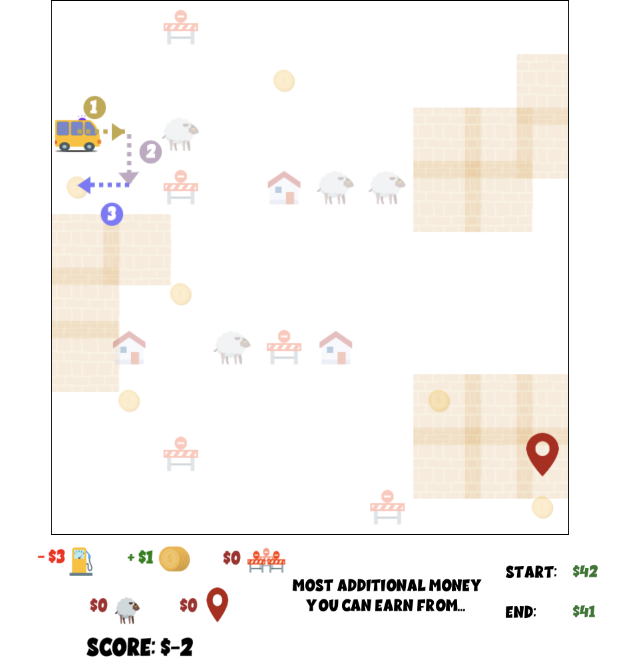 1
2
3
- $3
+ $1
$0
$0
$0
MOST ADDITIONAL MONEY
YOU CAN EARN FROM...
START: $42
END: $41
SCORE: $-2